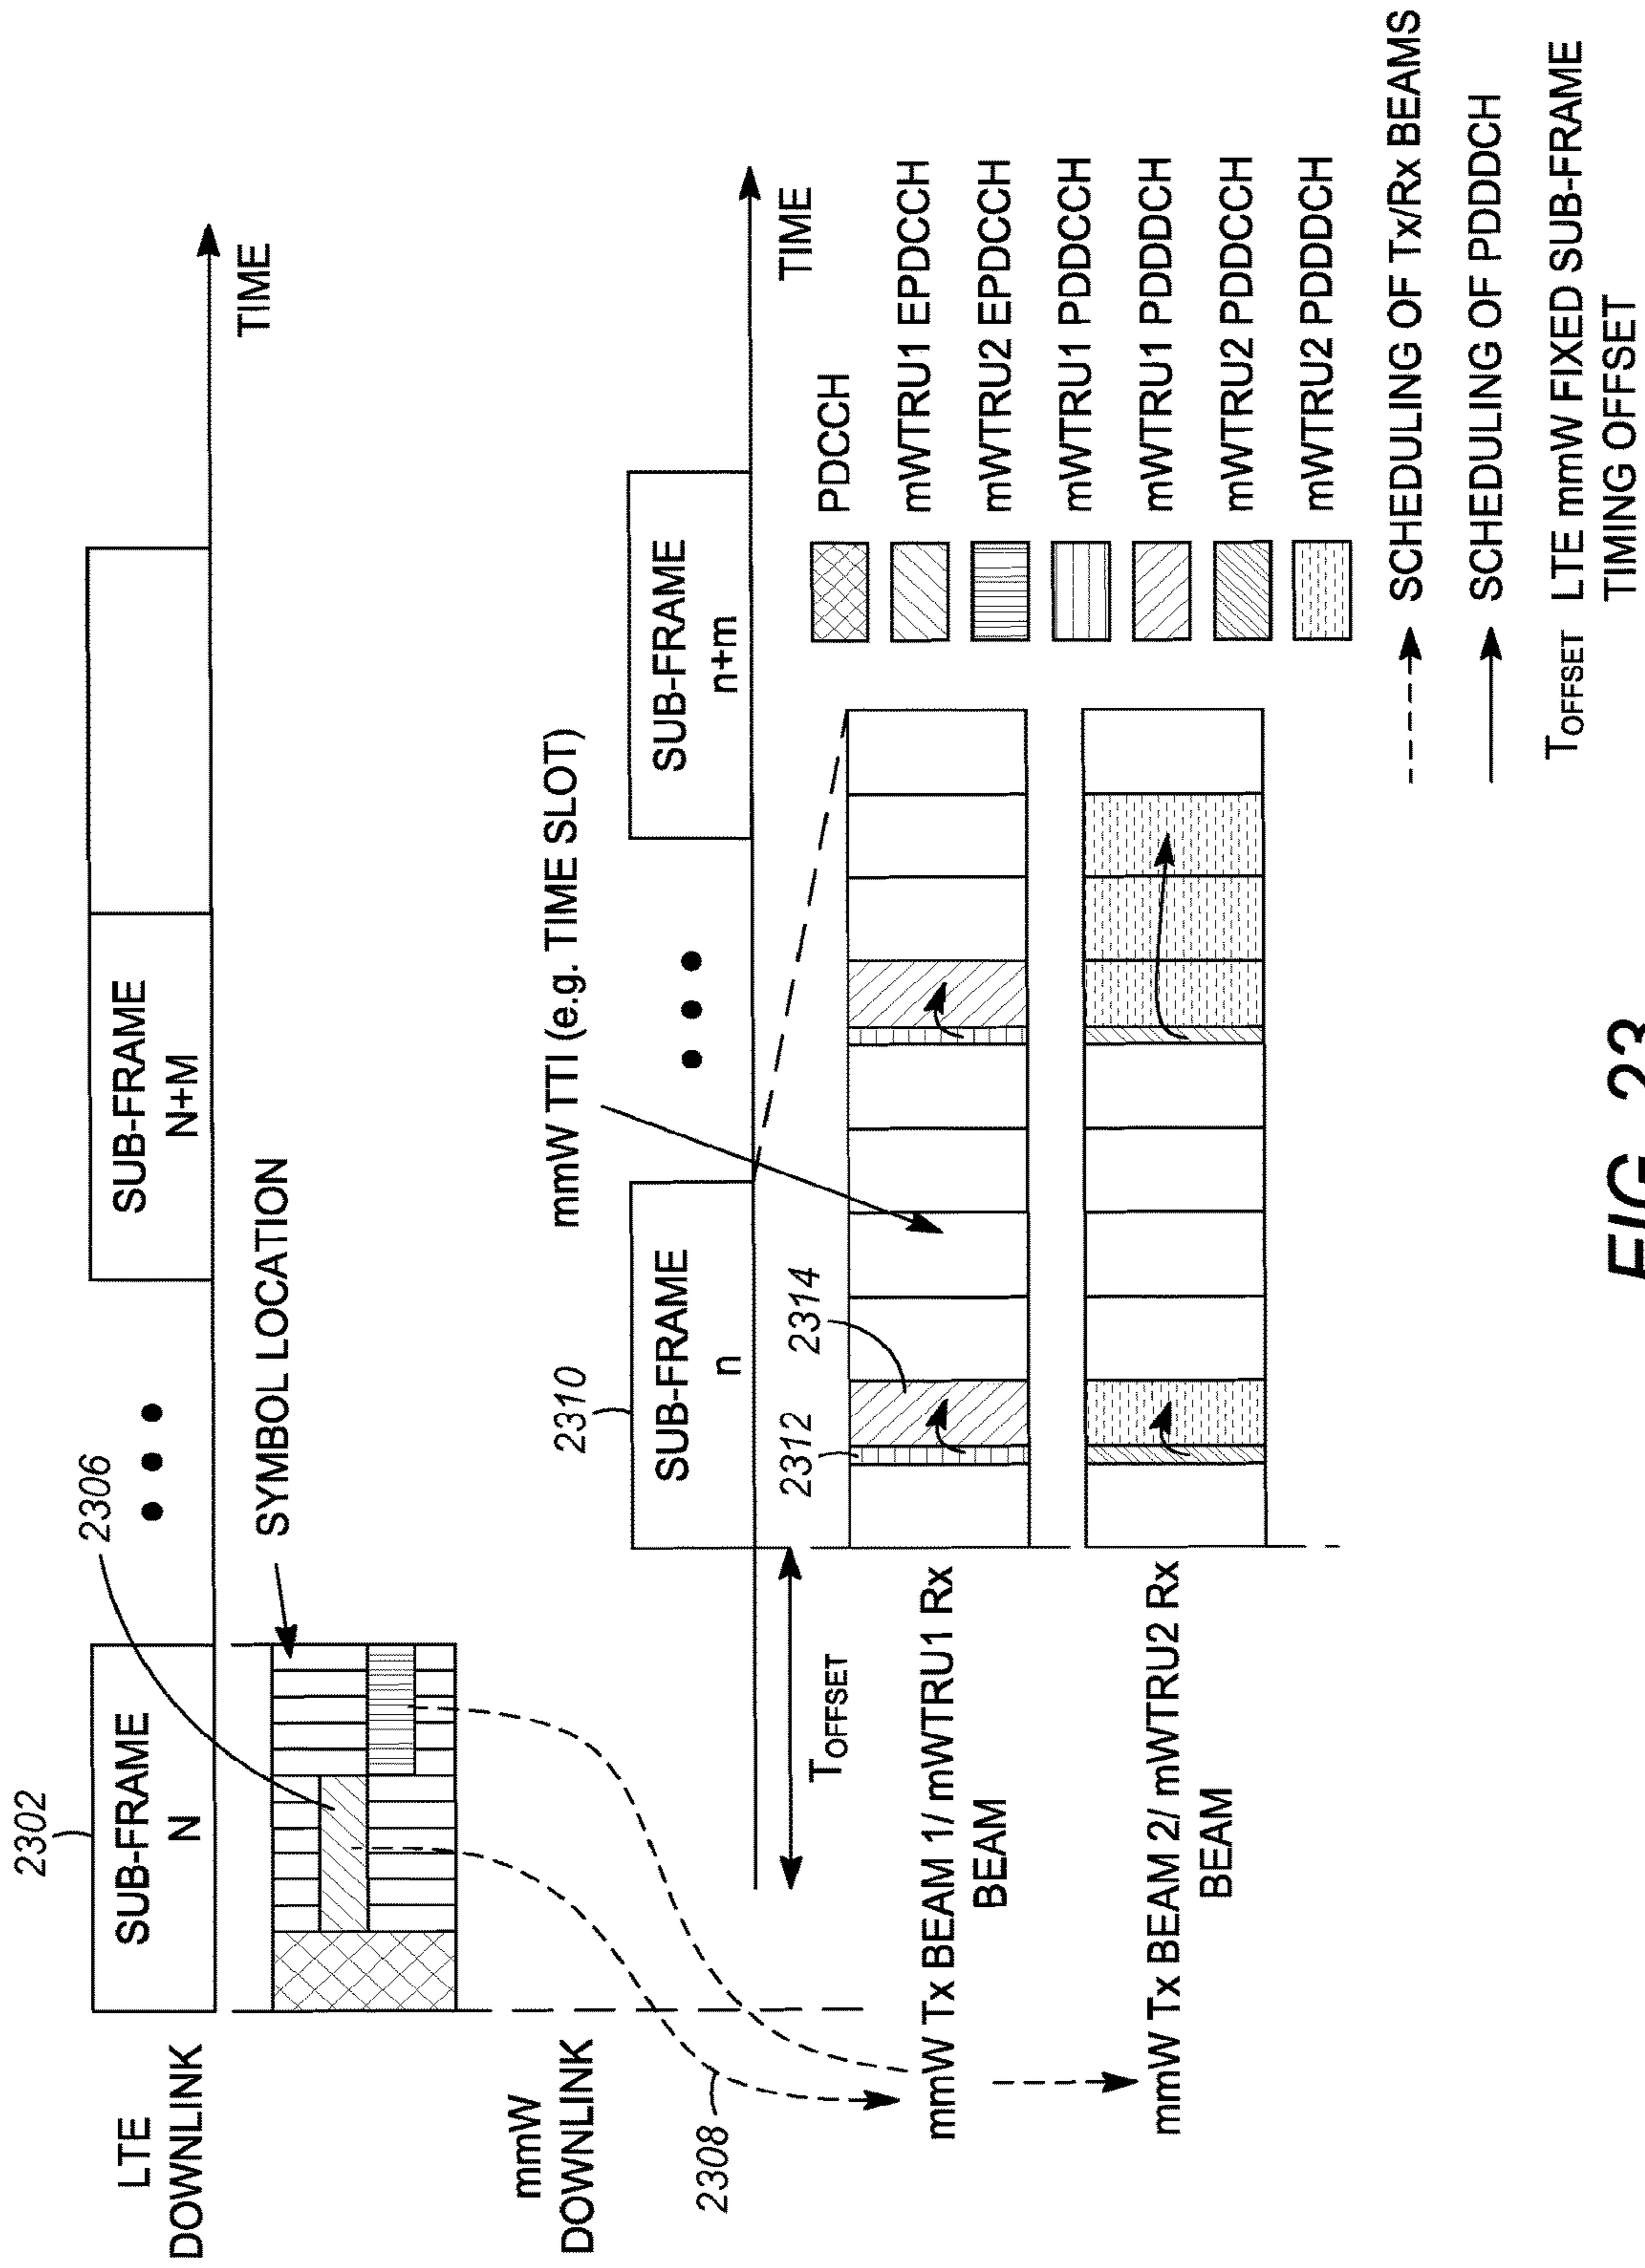 LTE
DOWNLINK
2302
SUB-FRAME
N
2306
SYMBOL LOCATION
SUB-FRAME
N+M
TIME
mmW
DOWNLINK
2308
TOFFSET
2310
SUB-FRAME
n
mmW TTI (e.g. TIME SLOT)
SUB-FRAME
n+m
TIME
2312
2314
mmW Tx BEAM 1/ mWTRU1 Rx
BEAM
mmW Tx BEAM 2/ mWTRU2 Rx
BEAM
PDCCH
mWTRU1 EPDCCH
mWTRU2 EPDCCH
mWTRU1 PDDCCH
mWTRU1 PDDDCH
mWTRU2 PDDCCH
mWTRU2 PDDDCH
SCHEDULING OF Tx/Rx BEAMS
SCHEDULING OF PDDDCH
TOFFSET LTE mmW FIXED SUB-FRAME
TIMING OFFSET
FIG. 23